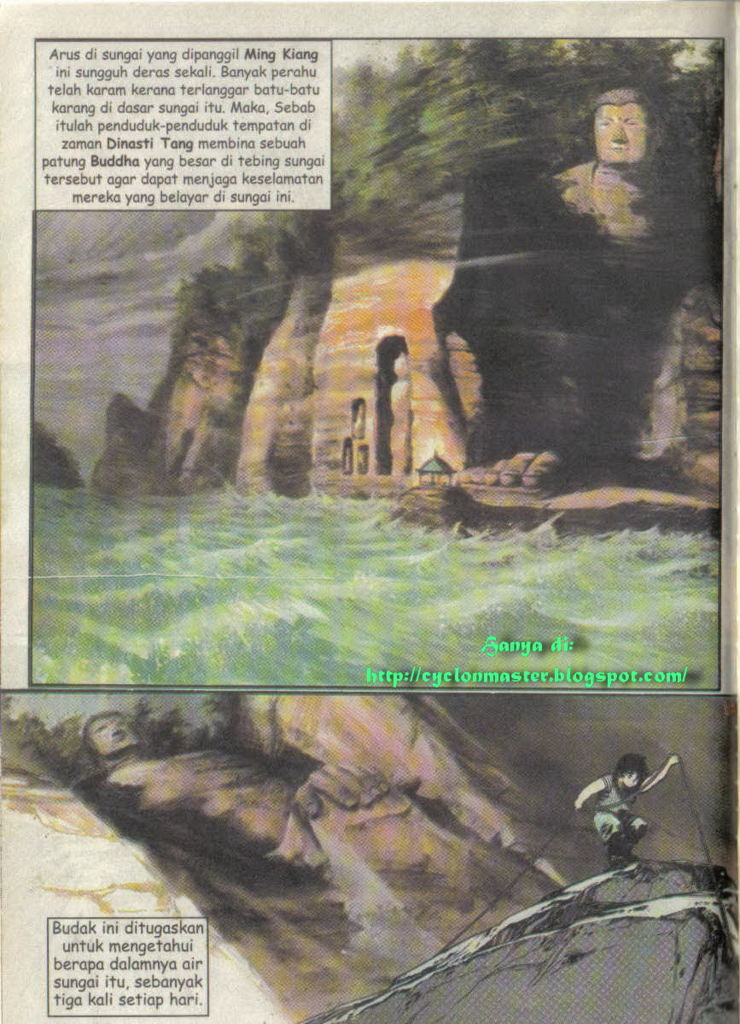 Arus di sungai yang dipanggil Ming Kiang
ini sungguh deras sekali. Banyak perahu
telah karam kerana terlanggar batu-batu
karang di dasar sungai itu. Maka, Sebab
itulah penduduk-penduduk tempatan di
zaman Dinasti Tang membina sebuah
patung Buddha yang besar di tebing sungai
tersebut agar dapat menjaga keselamatan
mereka yang belayar di sungai ini.
Hanya di:
http://cyclonmaster.blogspot.com/
Budak ini ditugaskan
untuk mengetahui
berapa dalamnya air
sungai itu, sebanyak
tiga kali setiap hari.